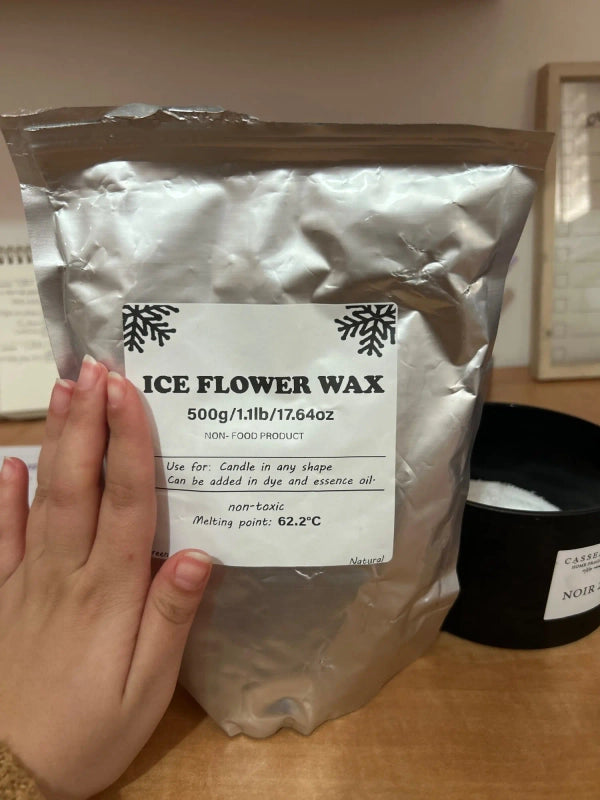 ICE FLOWER WAX
500g/1.1lb/17.64oz
NON- FOOD PRODUCT
Use for: Candle in any shape
Can be added in dye and essence oil.
non-toxic
Melting point: 62.2°C
Natural
NOIR